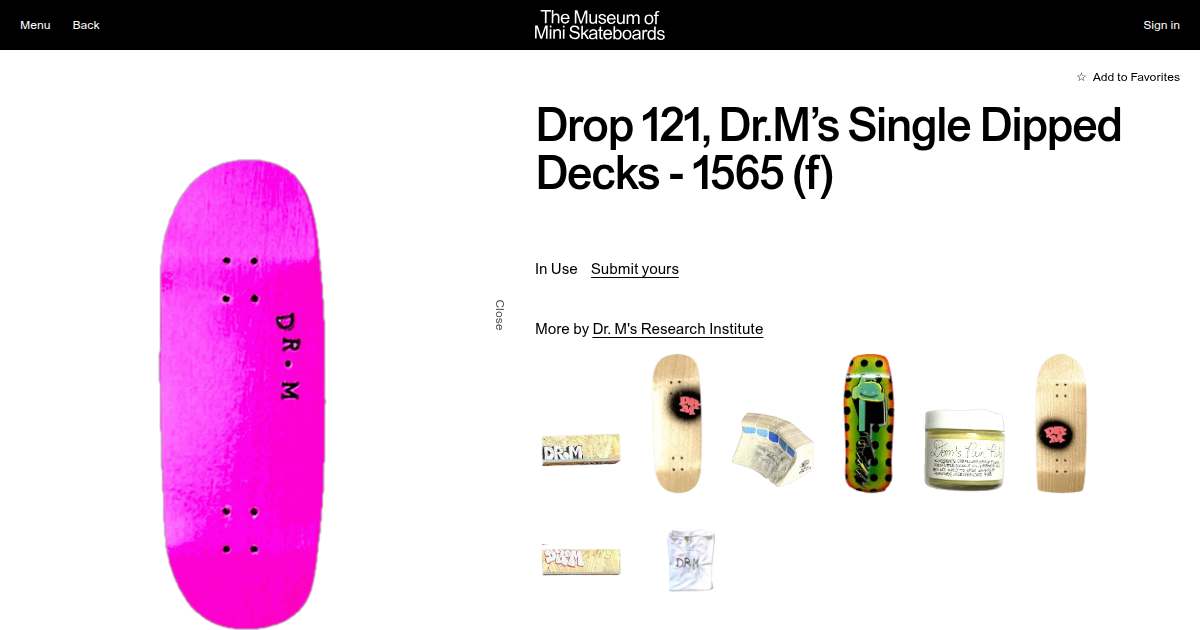 Menu
Back
The Museum of
Mini Skateboards
Sign in
☆ Add to Favorites
Drop 121, Dr.M’s Single Dipped
Decks - 1565 (f)
DR·M
Close
In Use Submit yours
More by Dr. M's Research Institute
DR·M
DRM